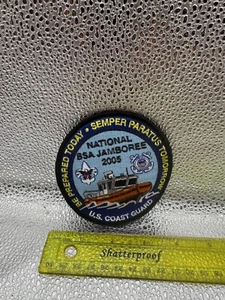 BE PREPARED TODAY • SEMPER PARATUS TOMORROW
NATIONAL
BSA JAMBOREE
2005
U.S. COAST GUARD
Shatterproof